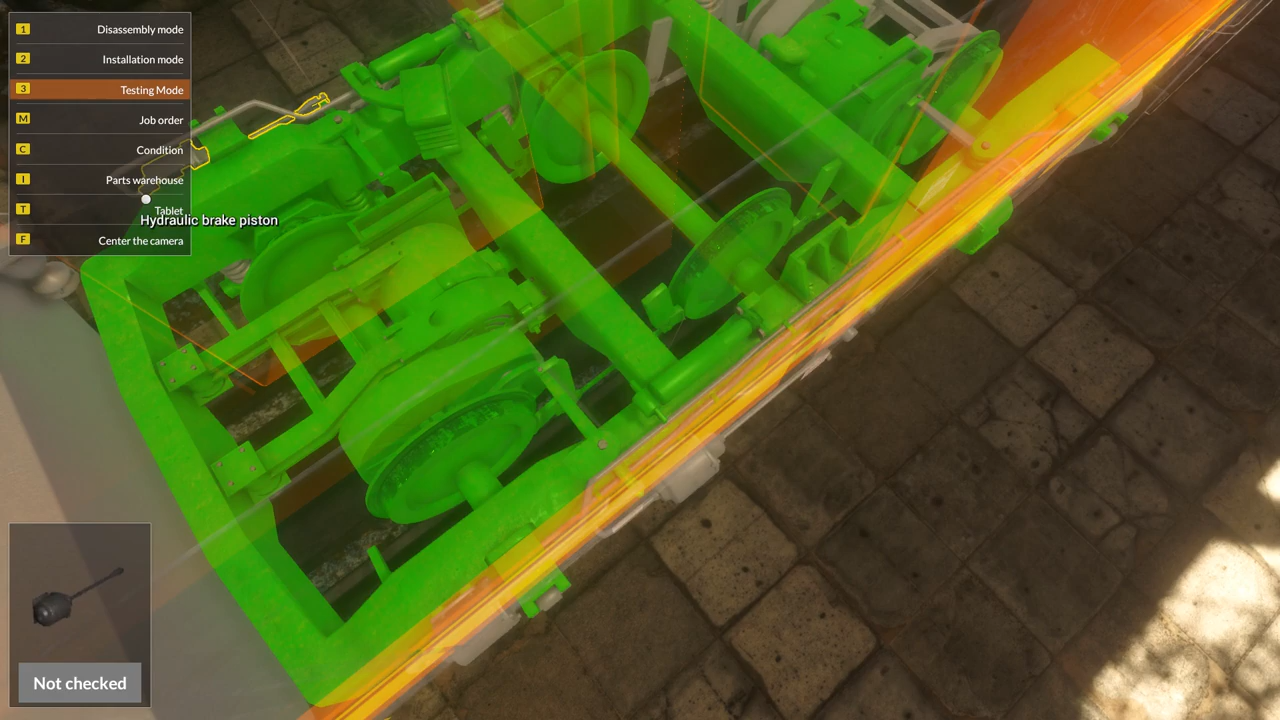 1 Disassembly mode
2 Installation mode
3 Testing Mode
M Job order
C Condition
I Parts warehouse
T Tablet
Hydraulic brake piston
F Center the camera
Not checked